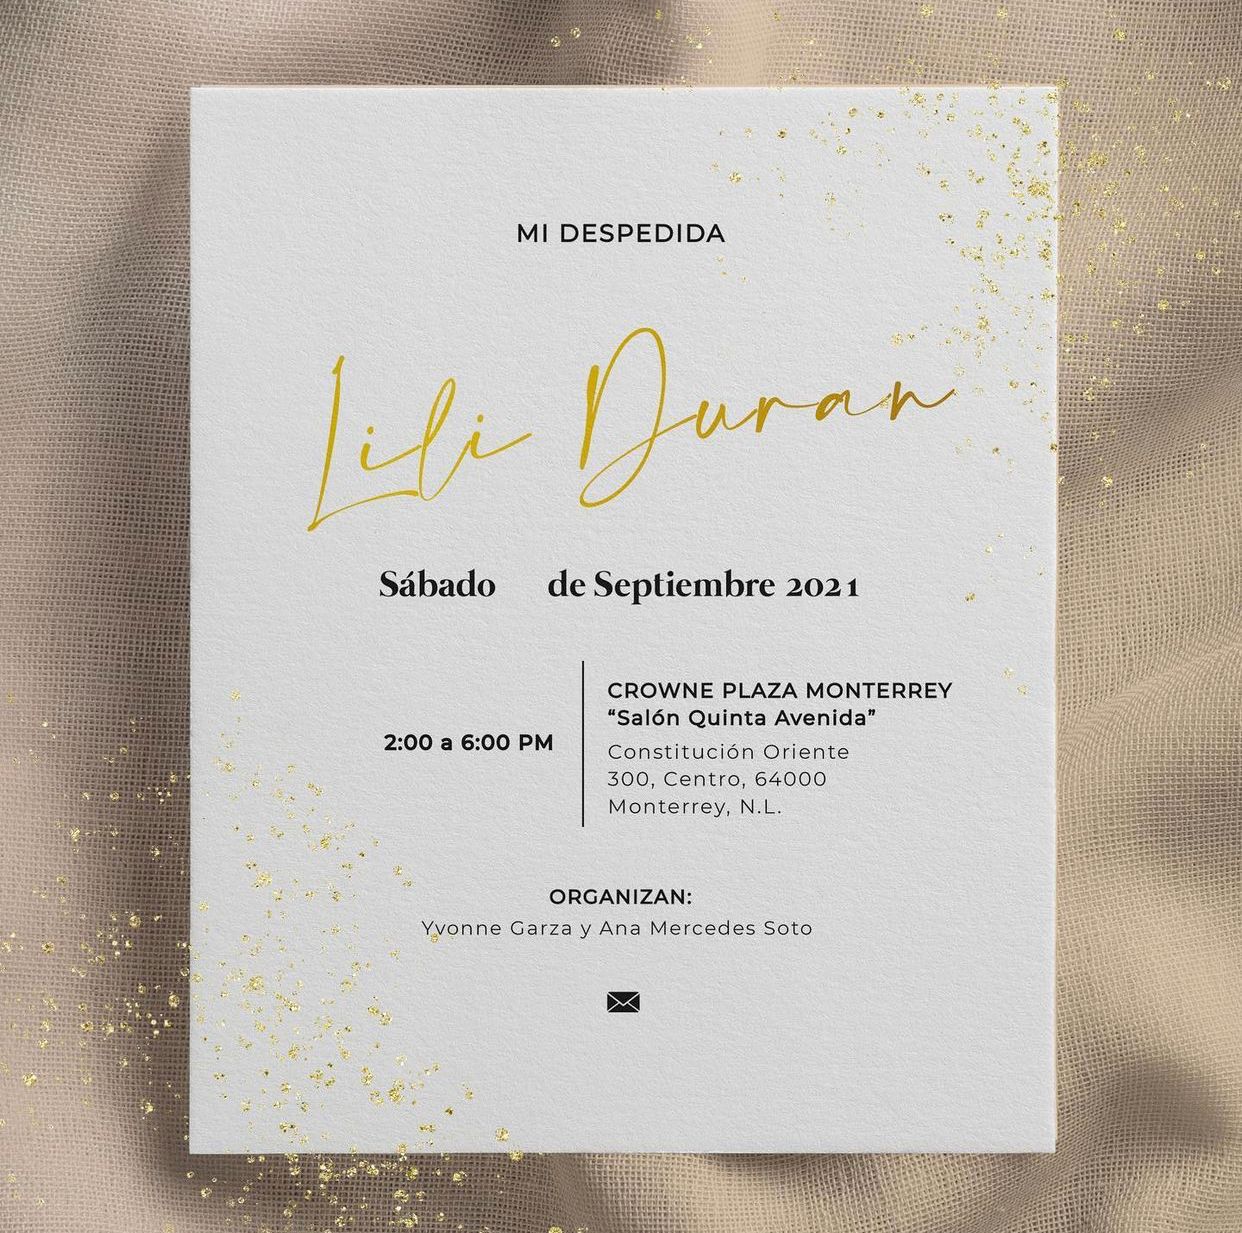 MI DESPEDIDA
Lili Duran
Sábado de Septiembre 2021
2:00 a 6:00 PM
CROWNE PLAZA MONTERREY
“Salón Quinta Avenida”
Constitución Oriente
300, Centro, 64000
Monterrey, N.L.
ORGANIZAN:
Yvonne Garza y Ana Mercedes Soto